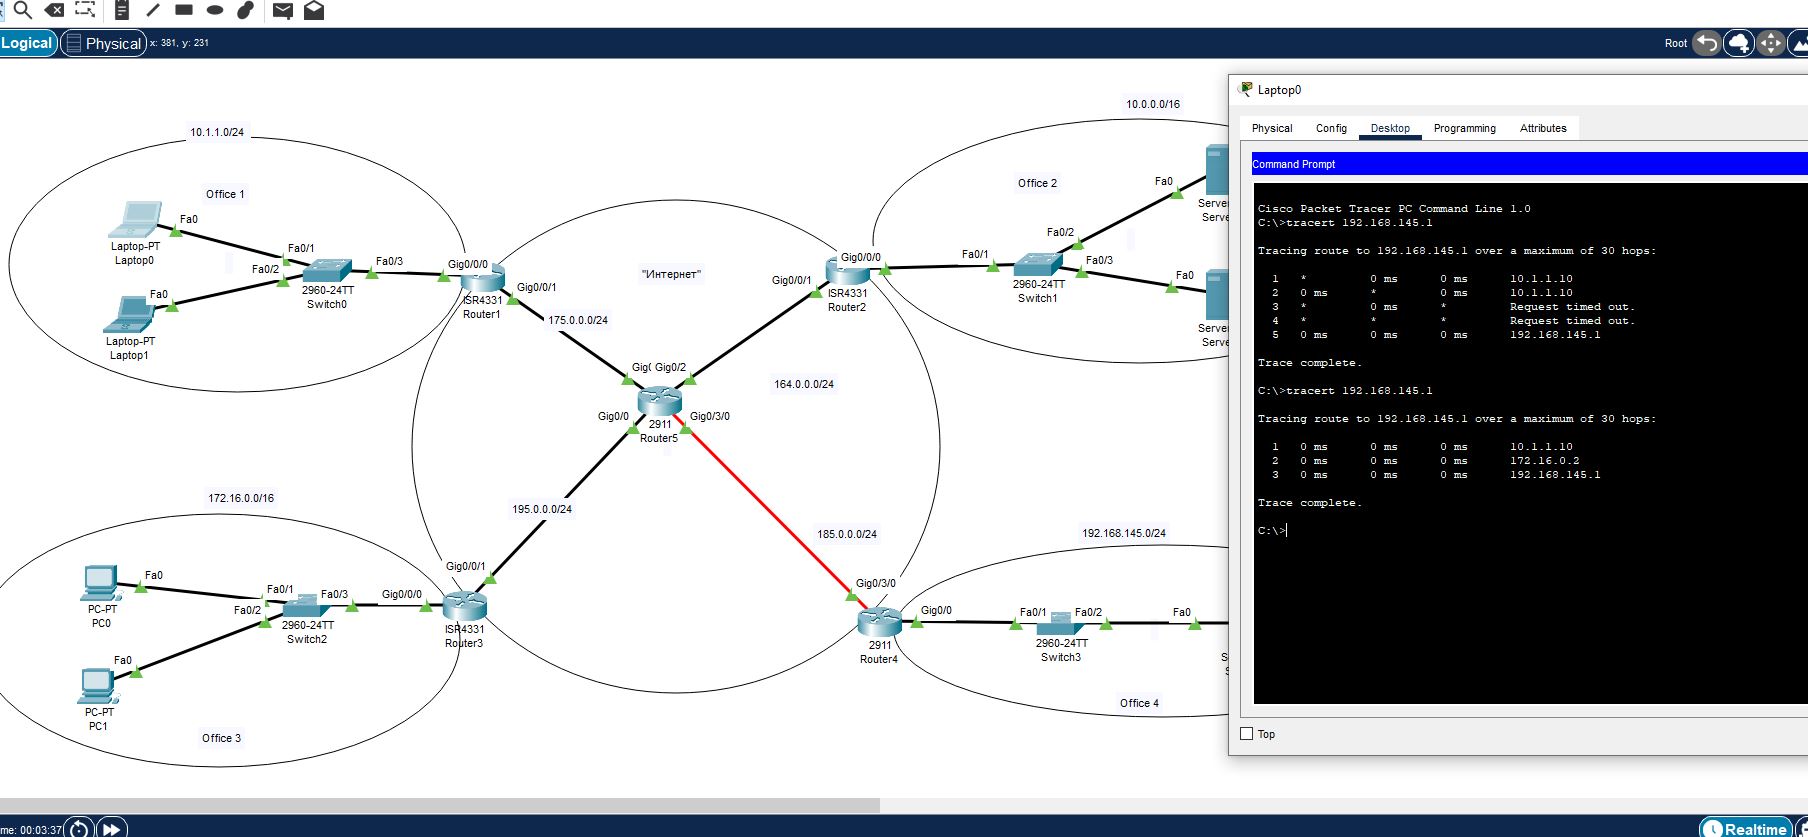 Logical
Physical
x: 381, y: 231
Root
10.1.1.0/24
Office 1
Fa0
Laptop-PT
Laptop0
Fa0/1
Fa0/2
Fa0/3
2960-24TT
Switch0
Fa0
Laptop-PT
Laptop1
Gig0/0/0
ISR4331
Router1
Gig0/0/1
175.0.0.0/24
"Интернет"
Gig0/0/0
Gig0/0/1
ISR4331
Router2
10.0.0.0/16
Office 2
Fa0/1
Fa0/2
Fa0/3
2960-24TT
Switch1
Fa0
Fa0
Server
Serve
Server
Serve
Gig(
Gig0/2
Gig0/0
Gig0/3/0
2911
Router5
164.0.0.0/24
195.0.0.0/24
185.0.0.0/24
172.16.0.0/16
Fa0
PC-PT
PC0
Fa0/1
Fa0/2
Fa0/3
2960-24TT
Switch2
Fa0
PC-PT
PC1
Office 3
Gig0/0/0
Gig0/0/1
ISR4331
Router3
Gig0/3/0
Gig0/0
2911
Router4
192.168.145.0/24
Fa0/1
Fa0/2
2960-24TT
Switch3
Fa0
Office 4
Laptop0
Physical Config Desktop Programming Attributes
Command Prompt
Cisco Packet Tracer PC Command Line 1.0
C:\>tracert 192.168.145.1
Tracing route to 192.168.145.1 over a maximum of 30 hops:
1 * 0 ms 0 ms 10.1.1.10
2 0 ms * 0 ms 10.1.1.10
3 * 0 ms * Request timed out.
4 * * * Request timed out.
5 0 ms 0 ms 0 ms 192.168.145.1
Trace complete.
C:\>tracert 192.168.145.1
Tracing route to 192.168.145.1 over a maximum of 30 hops:
1 0 ms 0 ms 0 ms 10.1.1.10
2 0 ms 0 ms 0 ms 172.16.0.2
3 0 ms 0 ms 0 ms 192.168.145.1
Trace complete.
C:\>
Top
me: 00:03:37
Realtime